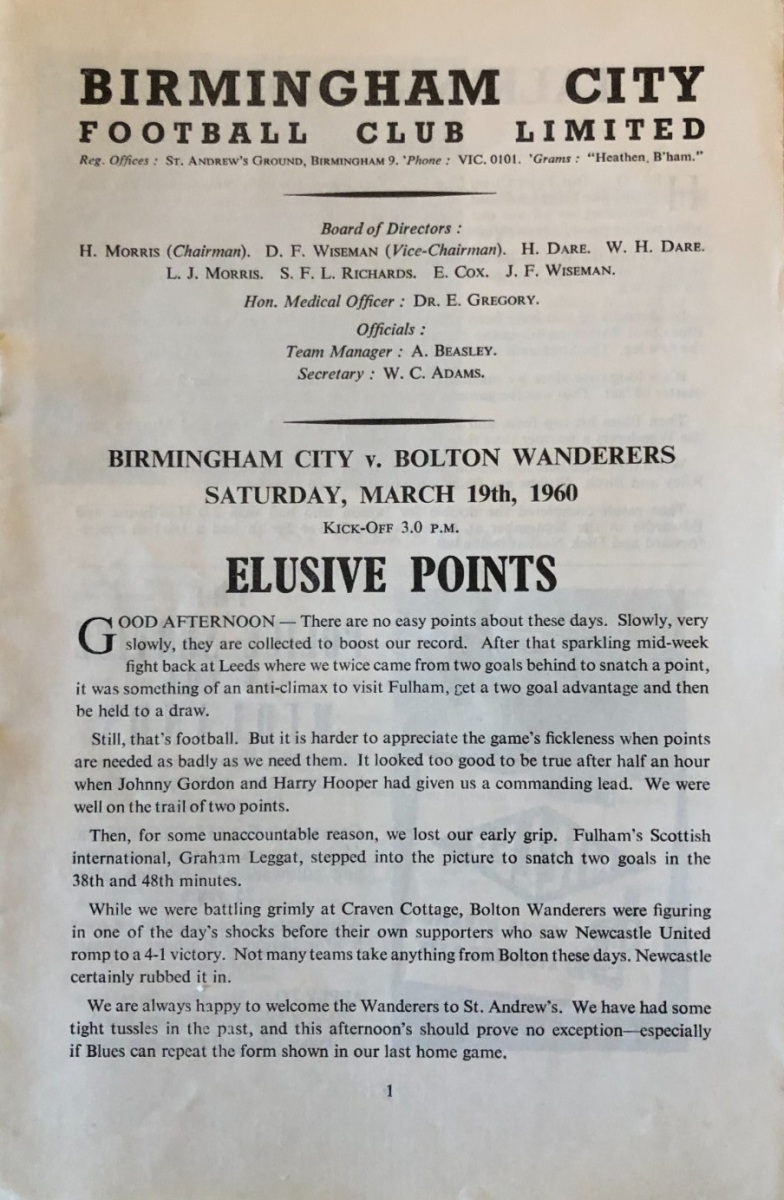 BIRMINGHAM CITY
FOOTBALL CLUB LIMITED
Reg. Offices : St. Andrew's Ground, Birmingham 9. 'Phone : VIC. 0101. 'Grams : "Heathen, B'ham."
Board of Directors :
H. Morris (Chairman). D. F. Wiseman (Vice-Chairman). H. Dare. W. H. Dare.
L. J. Morris. S. F. L. Richards. E. Cox. J. F. Wiseman.
Hon. Medical Officer : Dr. E. Gregory.
Officials :
Team Manager : A. Beasley.
Secretary : W. C. Adams.
BIRMINGHAM CITY v. BOLTON WANDERERS
SATURDAY, MARCH 19th, 1960
Kick-Off 3.0 p.m.
ELUSIVE POINTS
GOOD AFTERNOON — There are no easy points about these days. Slowly, very
slowly, they are collected to boost our record. After that sparkling mid-week
fight back at Leeds where we twice came from two goals behind to snatch a point,
it was something of an anti-climax to visit Fulham, get a two goal advantage and then
be held to a draw.
Still, that's football. But it is harder to appreciate the game's fickleness when points
are needed as badly as we need them. It looked too good to be true after half an hour
when Johnny Gordon and Harry Hooper had given us a commanding lead. We were
well on the trail of two points.
Then, for some unaccountable reason, we lost our early grip. Fulham's Scottish
international, Graham Leggat, stepped into the picture to snatch two goals in the
38th and 48th minutes.
While we were battling grimly at Craven Cottage, Bolton Wanderers were figuring
in one of the day's shocks before their own supporters who saw Newcastle United
romp to a 4-1 victory. Not many teams take anything from Bolton these days. Newcastle
certainly rubbed it in.
We are always happy to welcome the Wanderers to St. Andrew's. We have had some
tight tussles in the past, and this afternoon's should prove no exception—especially
if Blues can repeat the form shown in our last home game.
1